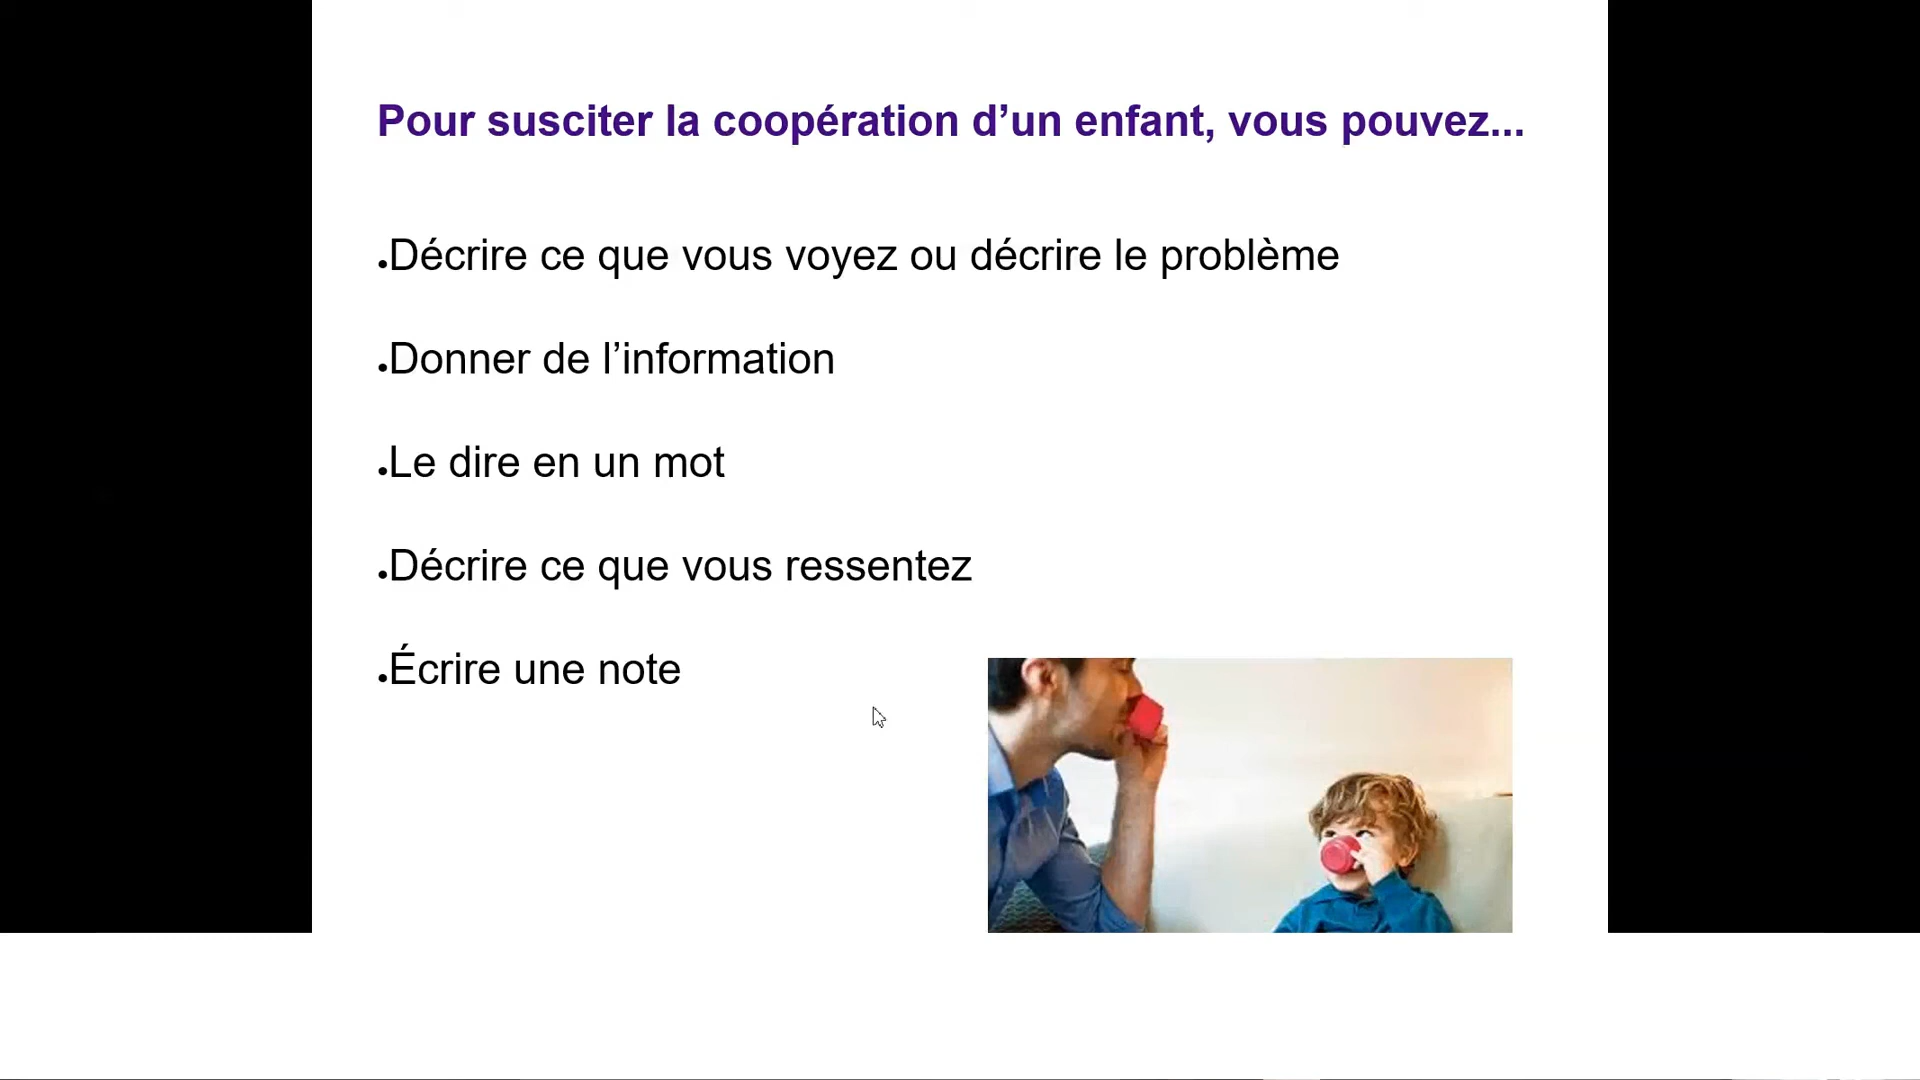 Pour susciter la coopération d’un enfant, vous pouvez...
•Décrire ce que vous voyez ou décrire le problème
•Donner de l’information
•Le dire en un mot
•Décrire ce que vous ressentez
•Écrire une note